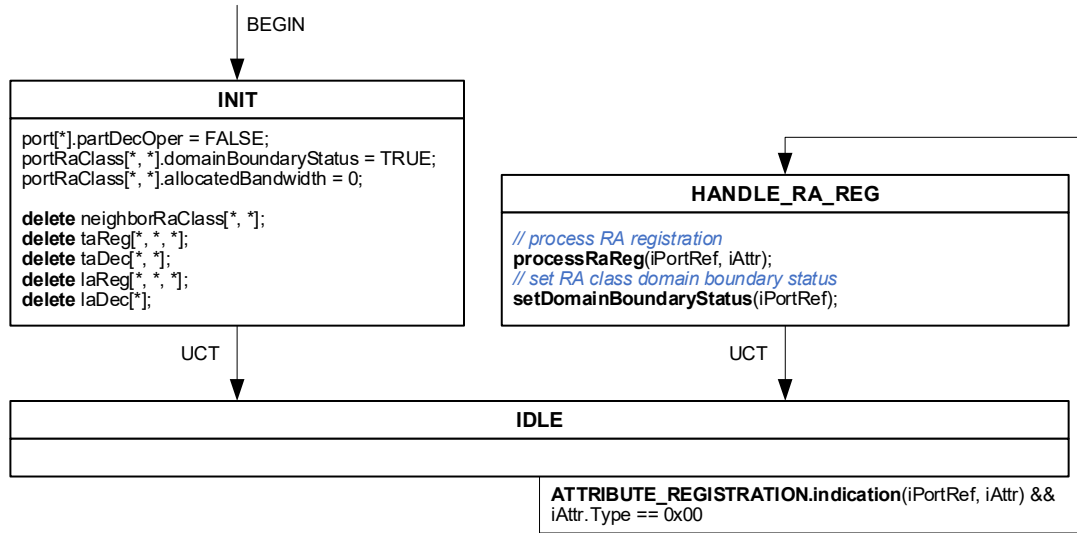 BEGIN
INIT
port[*].partDecOper = FALSE;
portRaClass[*, *].domainBoundaryStatus = TRUE;
portRaClass[*, *].allocatedBandwidth = 0;
delete neighborRaClass[*, *];
delete taReg[*, *, *];
delete taDec[*, *];
delete laReg[*, *, *];
delete laDec[*];
UCT
HANDLE_RA_REG
// process RA registration
processRaReg(iPortRef, iAttr);
// set RA class domain boundary status
setDomainBoundaryStatus(iPortRef);
UCT
IDLE
ATTRIBUTE_REGISTRATION.indication(iPortRef, iAttr) &&
iAttr.Type == 0x00